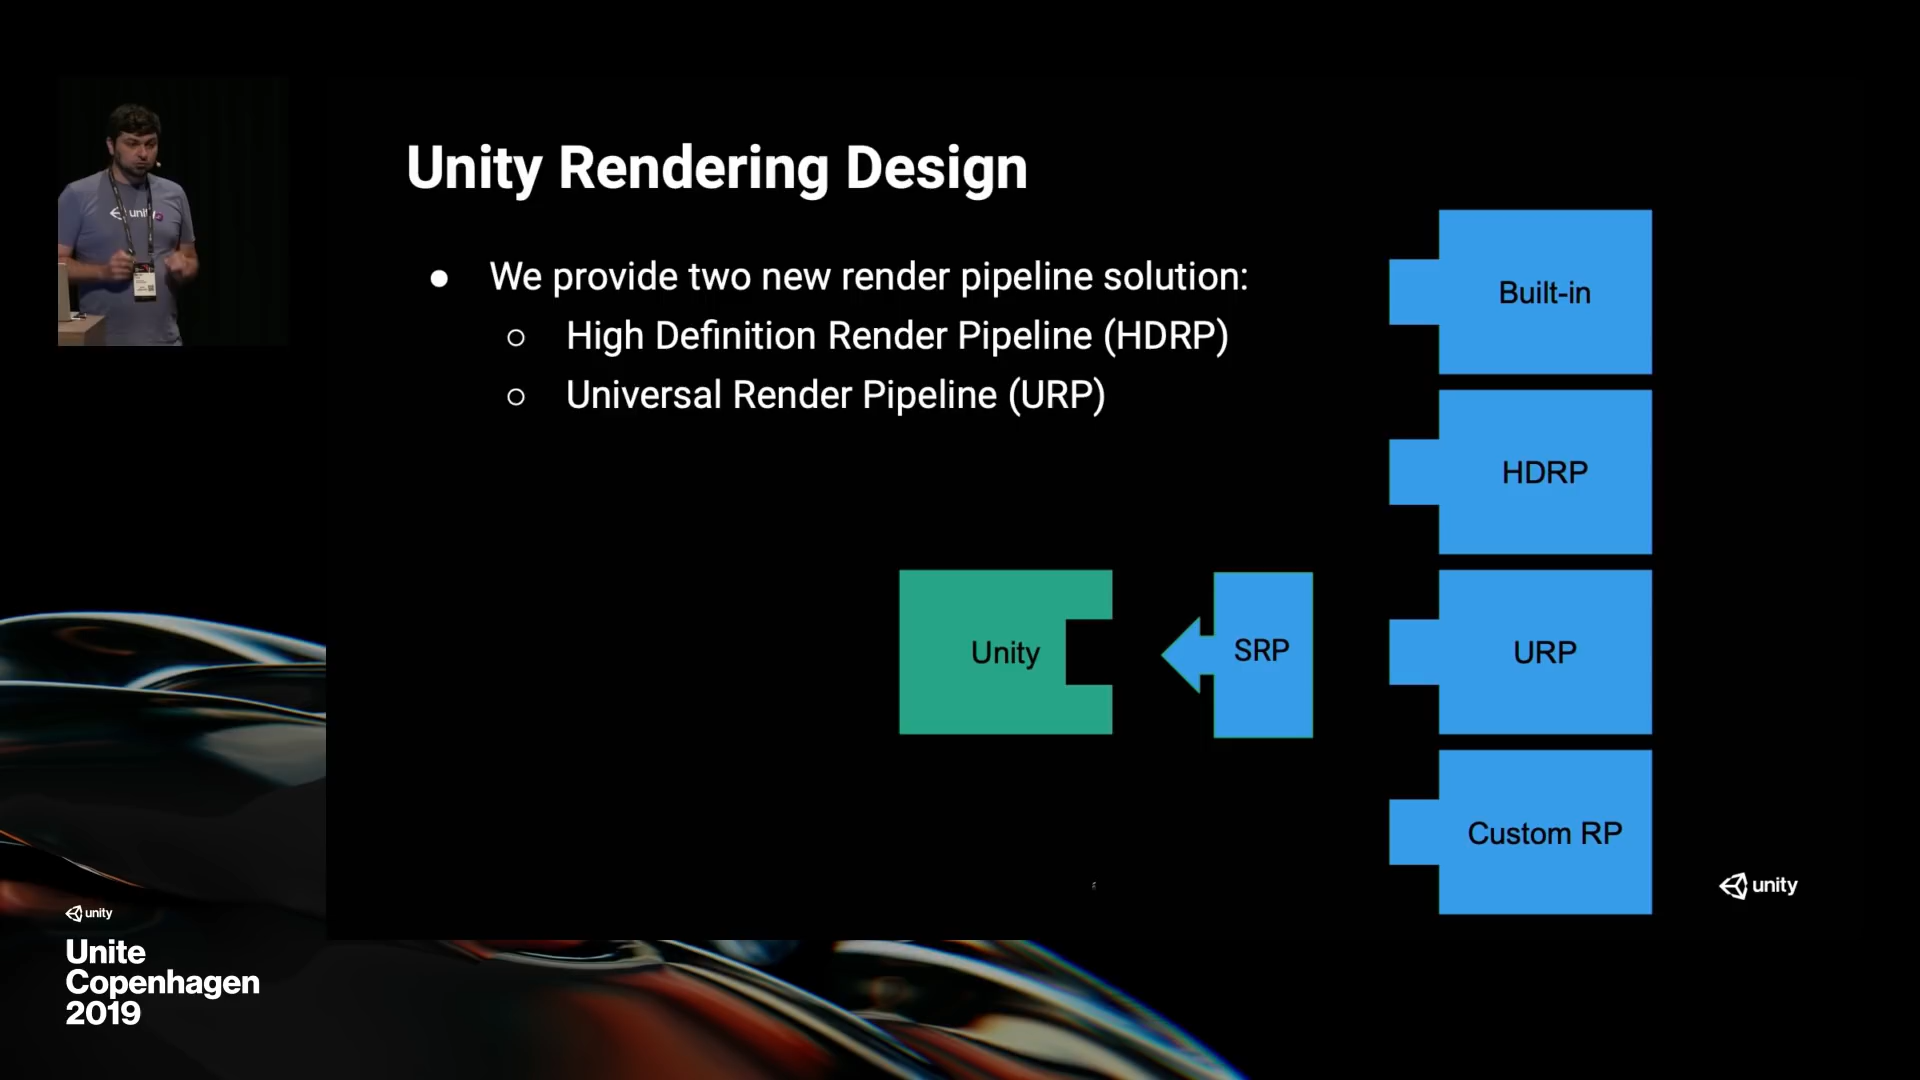 Unity Rendering Design
● We provide two new render pipeline solution:
○ High Definition Render Pipeline (HDRP)
○ Universal Render Pipeline (URP)
Built-in
HDRP
Unity
SRP
URP
Custom RP
unity
unity
Unite
Copenhagen
2019